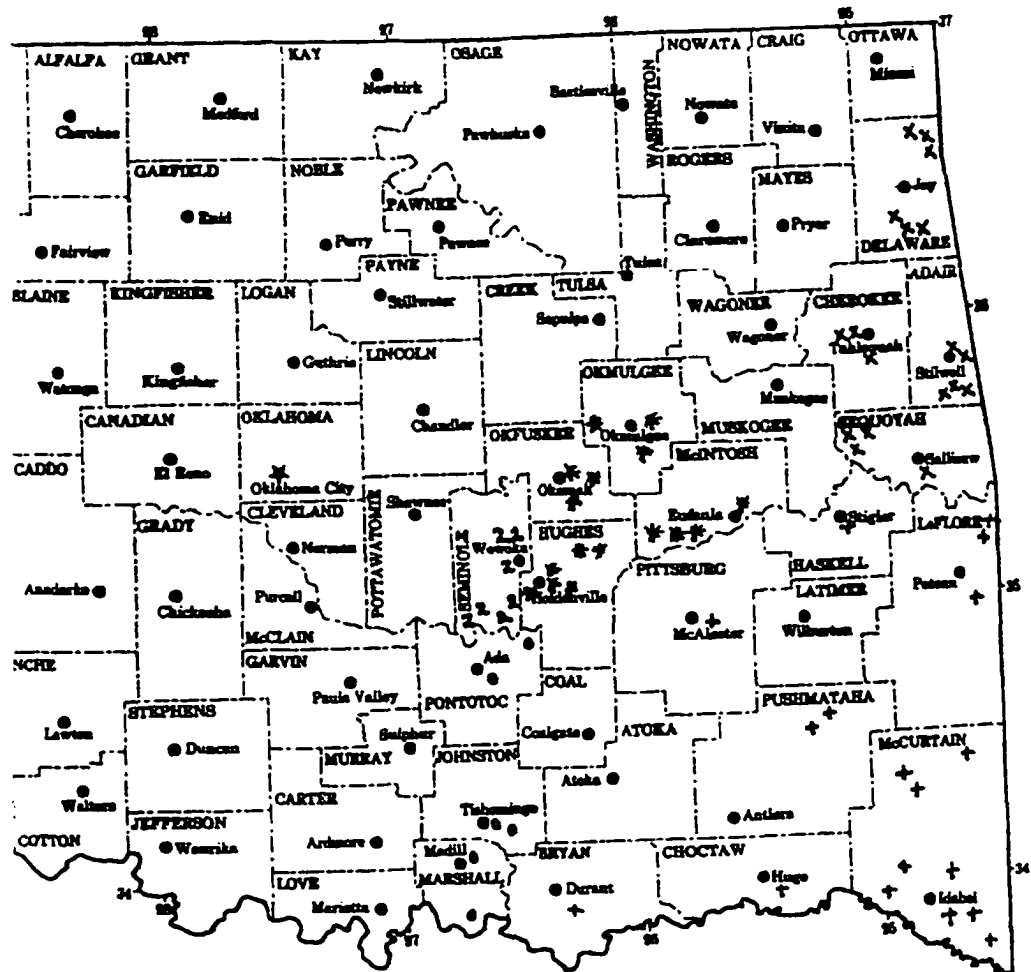 98 97 96 95 37
ALFALFA GRANT KAY OSAGE NOWATA CRAIG OTTAWA
Cherokee Medford Newkirk Pawhuska Bartlesville WASHINGTON Nowata Vinita Miami
GARFIELD NOBLE PAWNEE ROGERS MAYES DELAWARE
Fairview Enid Perry Pawnee Tulsa Claremore Pryor Jay
BLAINE KINGFISHER LOGAN PAYNE CREEK TULSA WAGONER CHEROKEE ADAIR
36
Watonga Kingfisher Guthrie Stillwater Sapulpa Wagoner Tahlequah Stilwell
CANADIAN OKLAHOMA LINCOLN OKFUSKEE OKMULGEE MUSKOGEE SEQUOYAH
CADDO El Reno Oklahoma City Chandler Okemah Okmulgee Muskogee Sallisaw
GRADY CLEVELAND POTTAWATOMIE SEMINOLE HUGHES McINTOSH HASKELL LeFLORE
Anadarko Chickasha Norman Shawnee Wewoka Holdenville Eufaula Stigler Poteau
35
Purcell
McCLAIN PITTSBURG LATIMER
McAlester Wilburton
NCHE GARVIN PONTOTOC COAL PUSHMATAHA
Lawton Pauls Valley Ada Coalgate
STEPHENS MURRAY JOHNSTON ATOKA McCURTAIN
Duncan Sulphur Atoka
Walters CARTER Tishomingo Antlers
COTTON JEFFERSON Waurika Ardmore Madill BRYAN CHOCTAW
LOVE MARSHALL Durant Hugo Idabel
Marietta
34 98 97 96 95 34